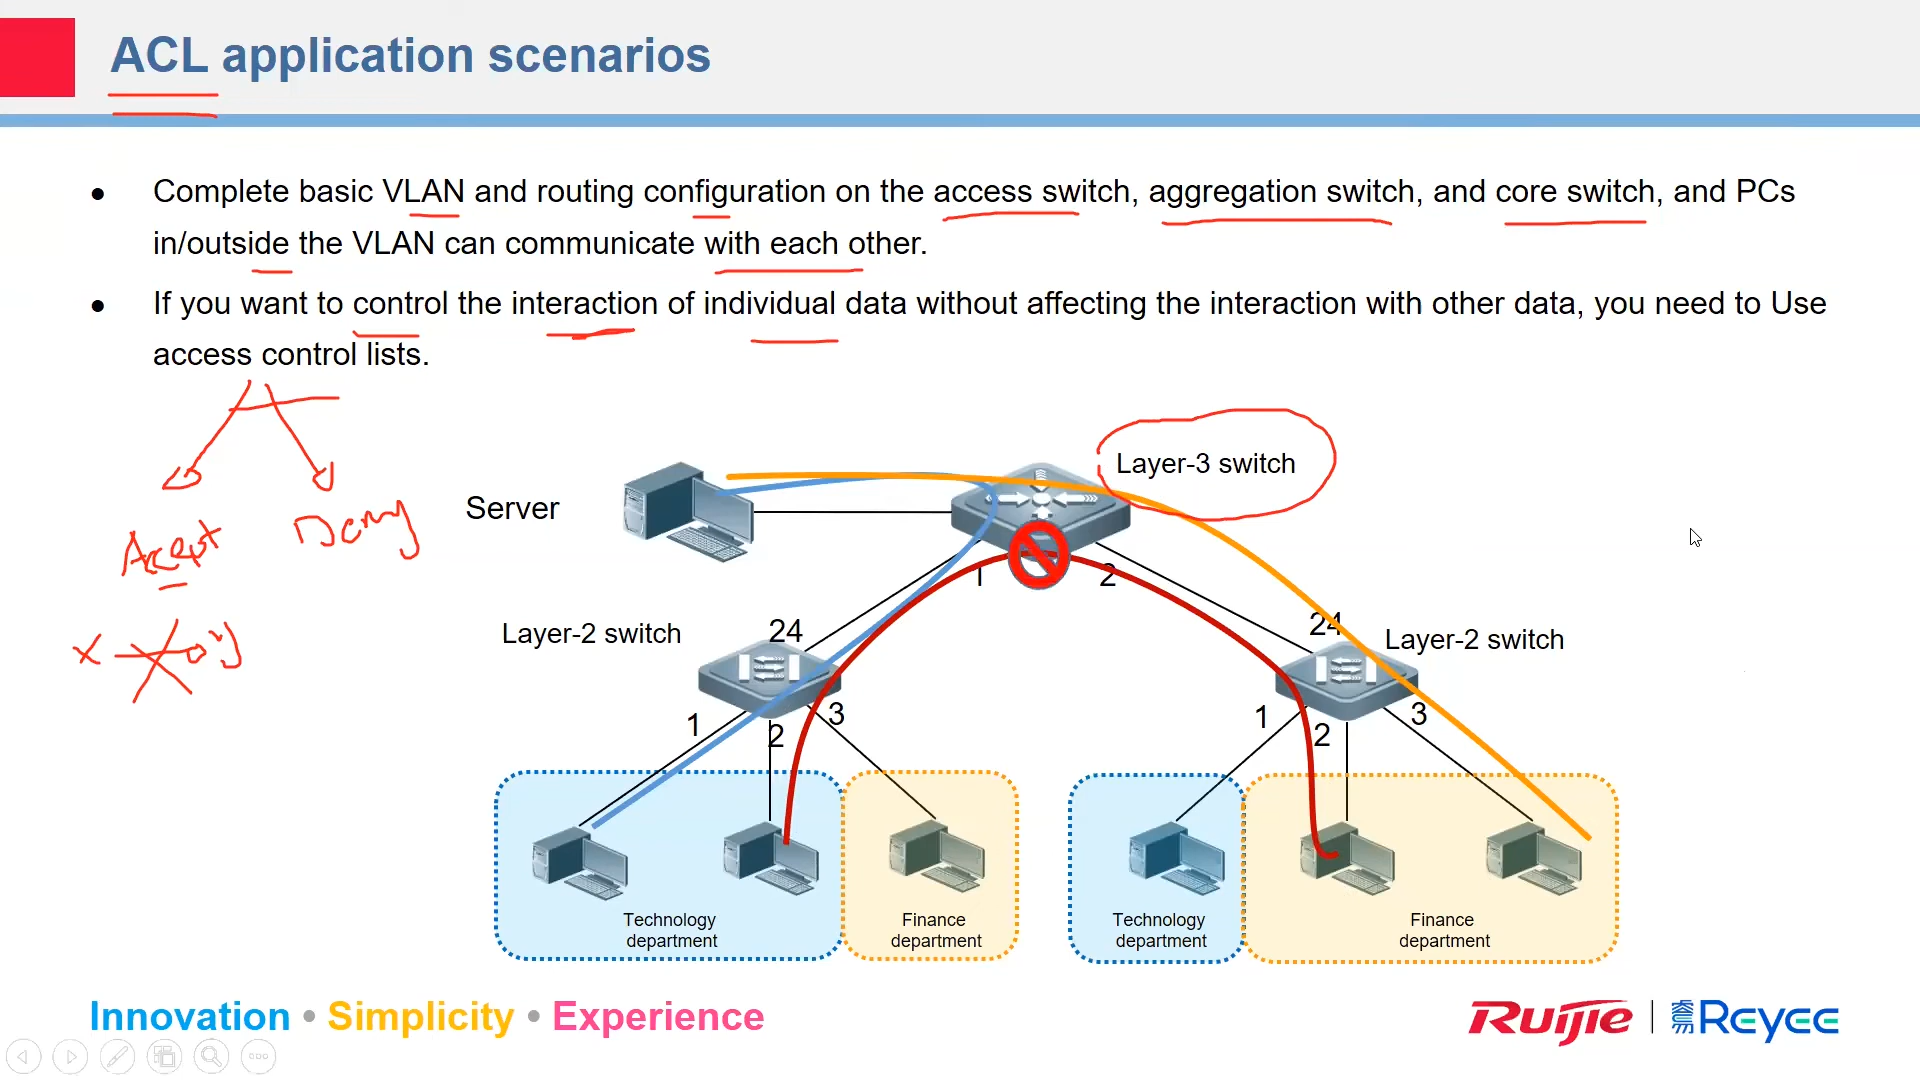 ACL application scenarios
Complete basic VLAN and routing configuration on the access switch, aggregation switch, and core switch, and PCs
in/outside the VLAN can communicate with each other.
If you want to control the interaction of individual data without affecting the interaction with other data, you need to Use
access control lists.
Accept
Deny
x
y
Layer-3 switch
Server
1
2
Layer-2 switch
24
24
Layer-2 switch
1
2
3
1
2
3
Technology
department
Finance
department
Technology
department
Finance
department
Innovation • Simplicity • Experience
Ruijie | 睿易 Reyee